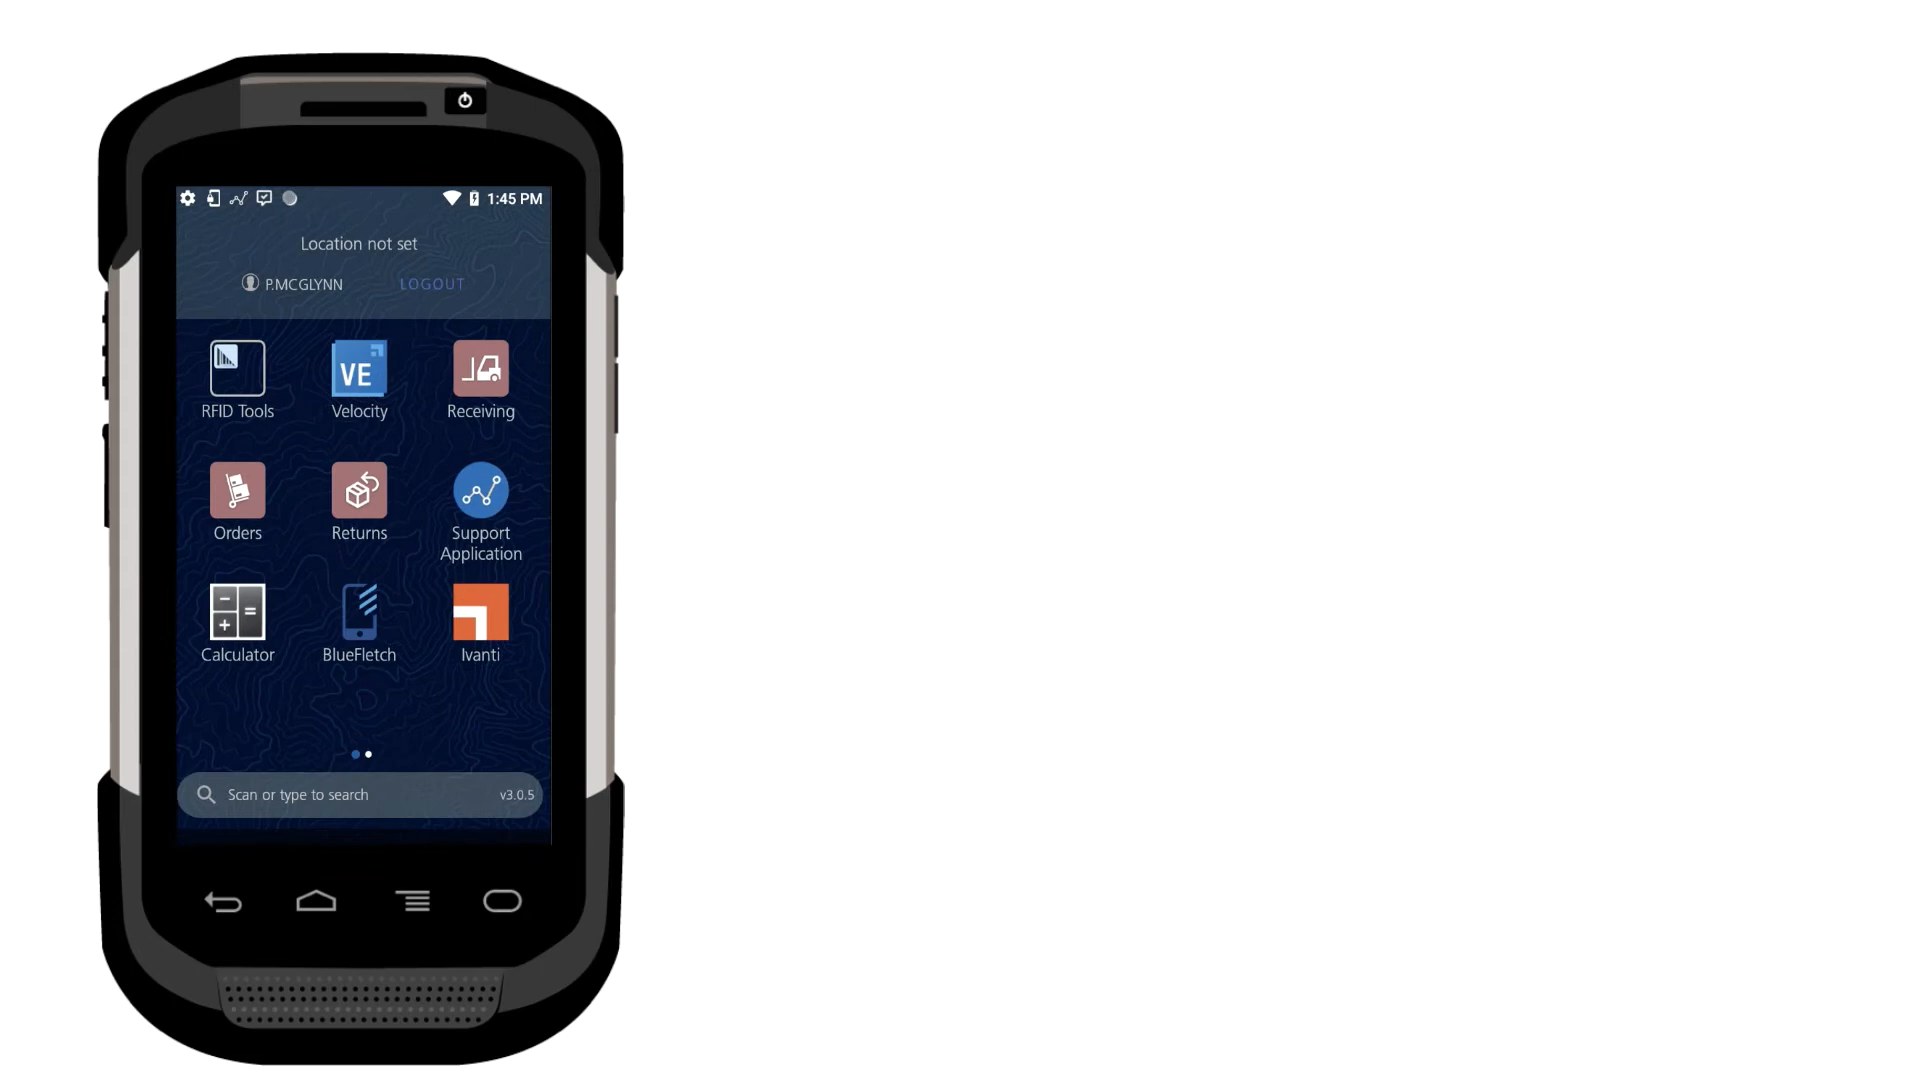 1:45 PM
Location not set
P.MCGLYNN LOGOUT
VE
RFID Tools Velocity Receiving
Orders Returns Support
Application
Calculator BlueFletch Ivanti
Scan or type to search v3.0.5